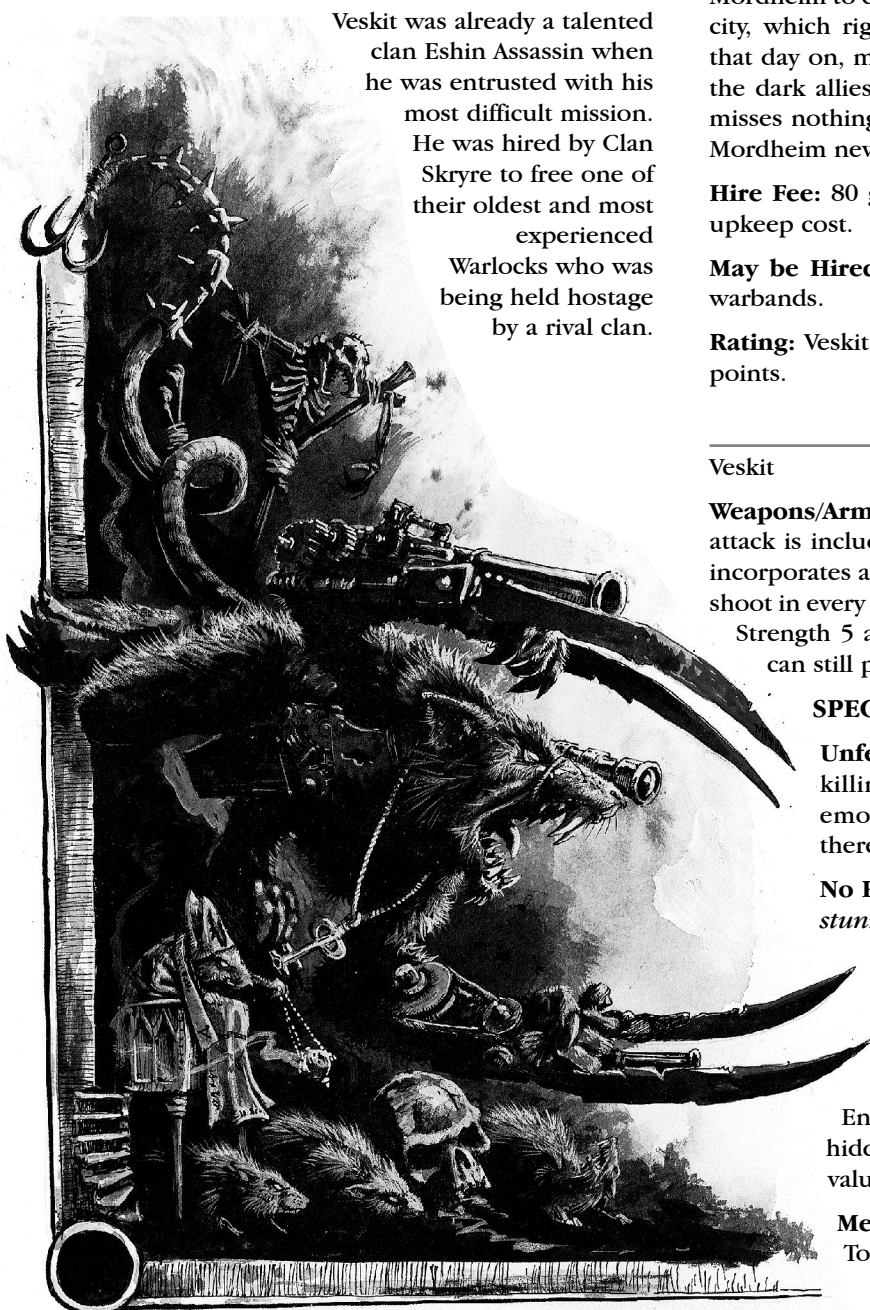 Veskit was already a talented
clan Eshin Assassin when
he was entrusted with his
most difficult mission.
He was hired by Clan
Skryre to free one of
their oldest and most
experienced
Warlocks who was
being held hostage
by a rival clan.
city, which rig
that day on, m
the dark allies
misses nothing
Mordheim nev
Hire Fee: 80 g
upkeep cost.
May be Hired
warbands.
Rating: Veskit
points.
Veskit
Weapons/Arm
attack is inclu
incorporates a
shoot in every
Strength 5 a
can still p
SPEC
Unfe
killin
emo
there
No
stun
En
hidd
valu
Me
To